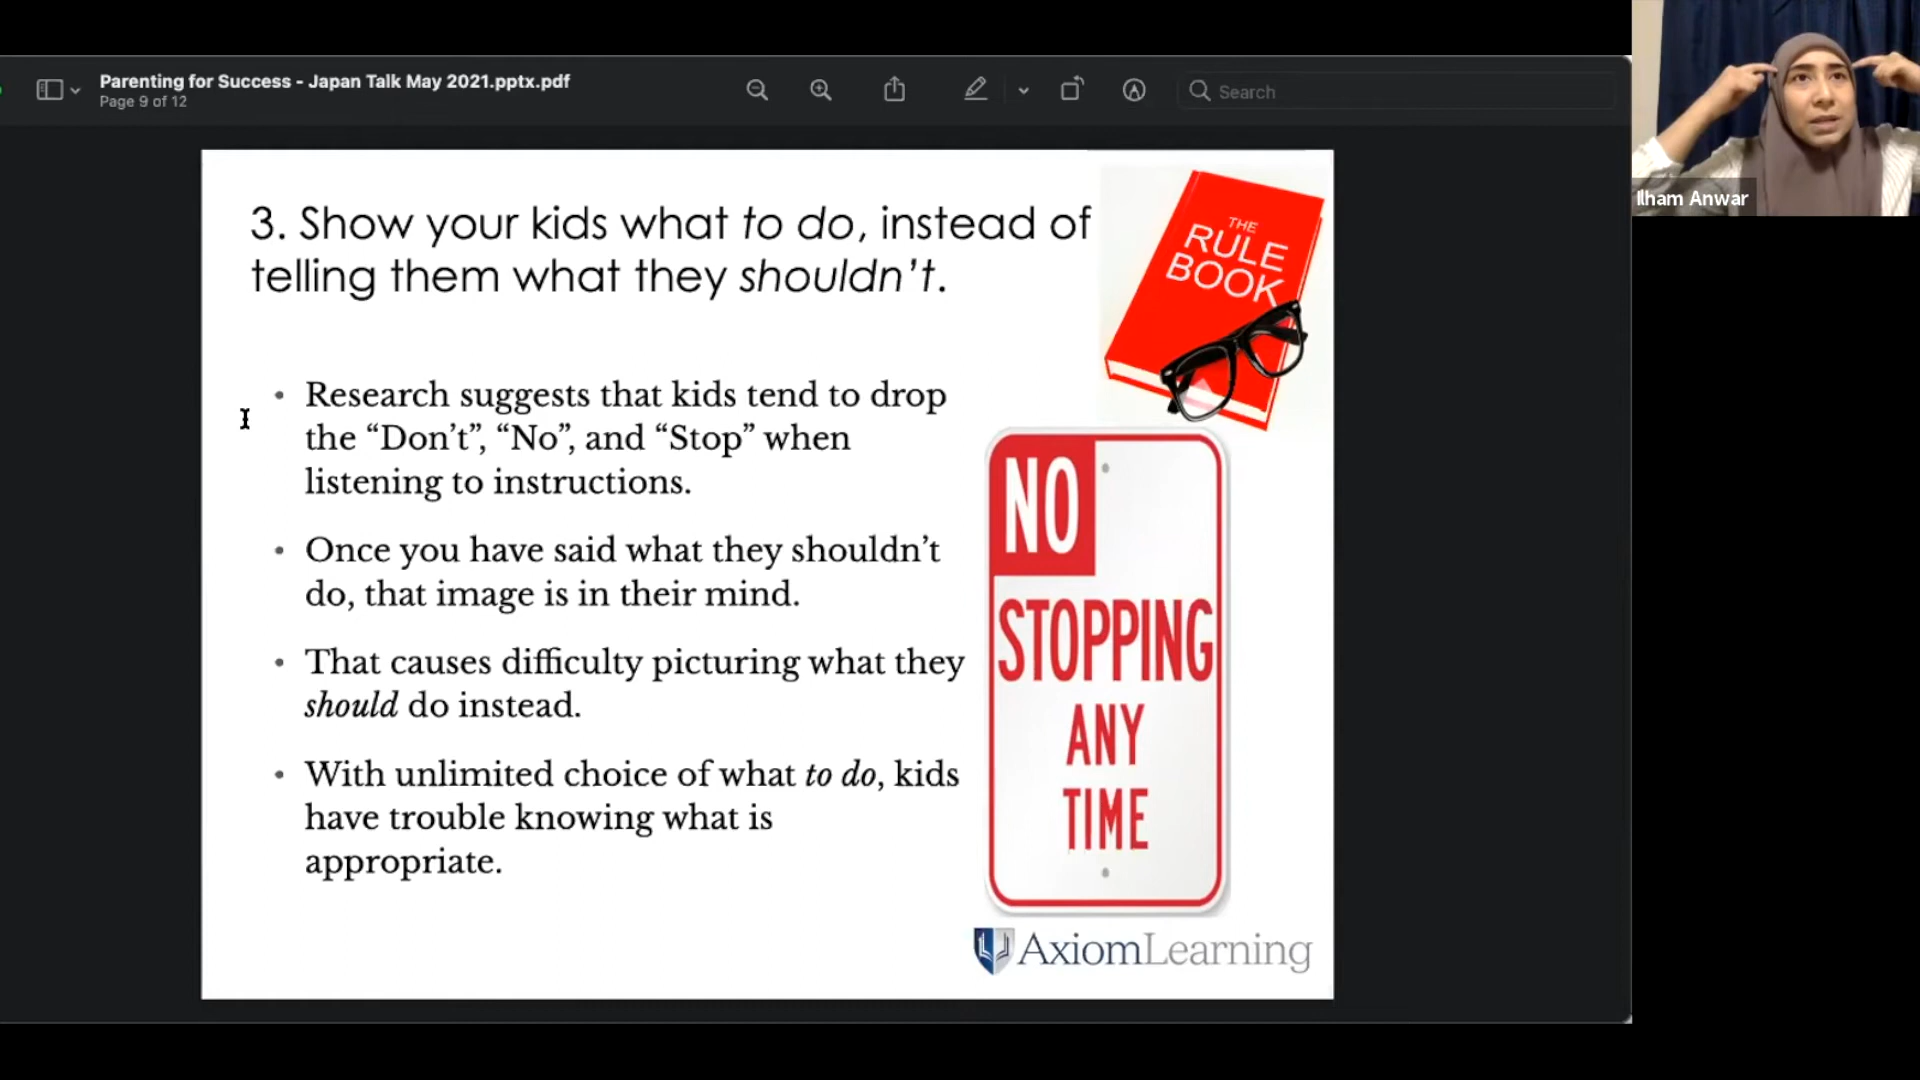 Parenting for Success - Japan Talk May 2021.pptx.pdf
Page 9 of 12
Search
Ilham Anwar
3. Show your kids what to do, instead of
telling them what they shouldn’t.
THE
RULE
BOOK
• Research suggests that kids tend to drop
the “Don’t”, “No”, and “Stop” when
listening to instructions.
• Once you have said what they shouldn’t
do, that image is in their mind.
• That causes difficulty picturing what they
should do instead.
• With unlimited choice of what to do, kids
have trouble knowing what is
appropriate.
NO
STOPPING
ANY
TIME
AxiomLearning